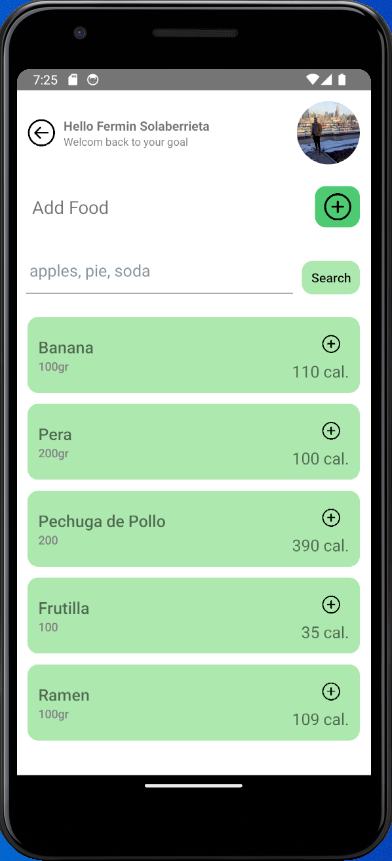 7:25
Hello Fermin Solaberrieta
Welcom back to your goal
Add Food
apples, pie, soda
Search
Banana
100gr
110 cal.
Pera
200gr
100 cal.
Pechuga de Pollo
200
390 cal.
Frutilla
100
35 cal.
Ramen
100gr
109 cal.